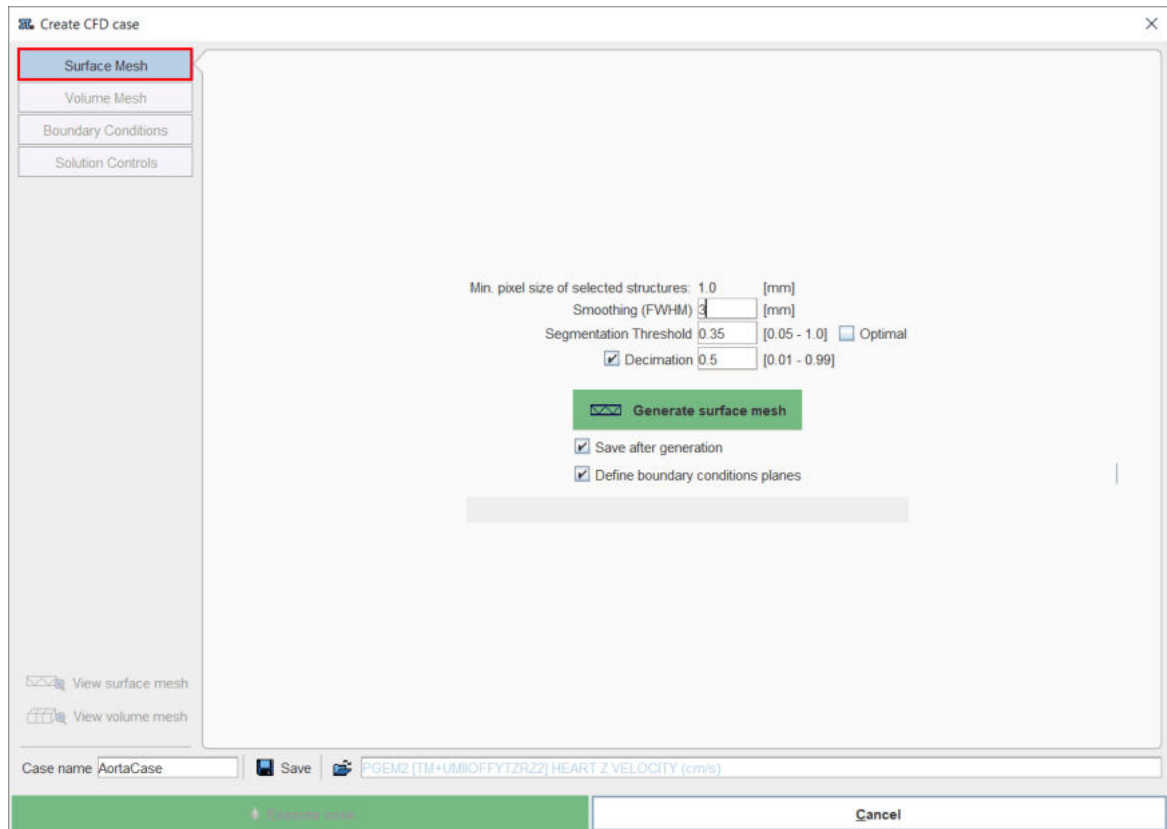 Create CFD case
Surface Mesh
Volume Mesh
Boundary Conditions
Solution Controls
Min. pixel size of selected structures: 1.0 [mm]
Smoothing (FWHM) 3 [mm]
Segmentation Threshold 0.35 [0.05 - 1.0] Optimal
Decimation 0.5 [0.01 - 0.99]
Generate surface mesh
Save after generation
Define boundary conditions planes
View surface mesh
View volume mesh
Case name AortaCase Save PGEM2 [TM+UMIIOFFYTZRZ2] HEART Z VELOCITY (cm/s)
Cancel